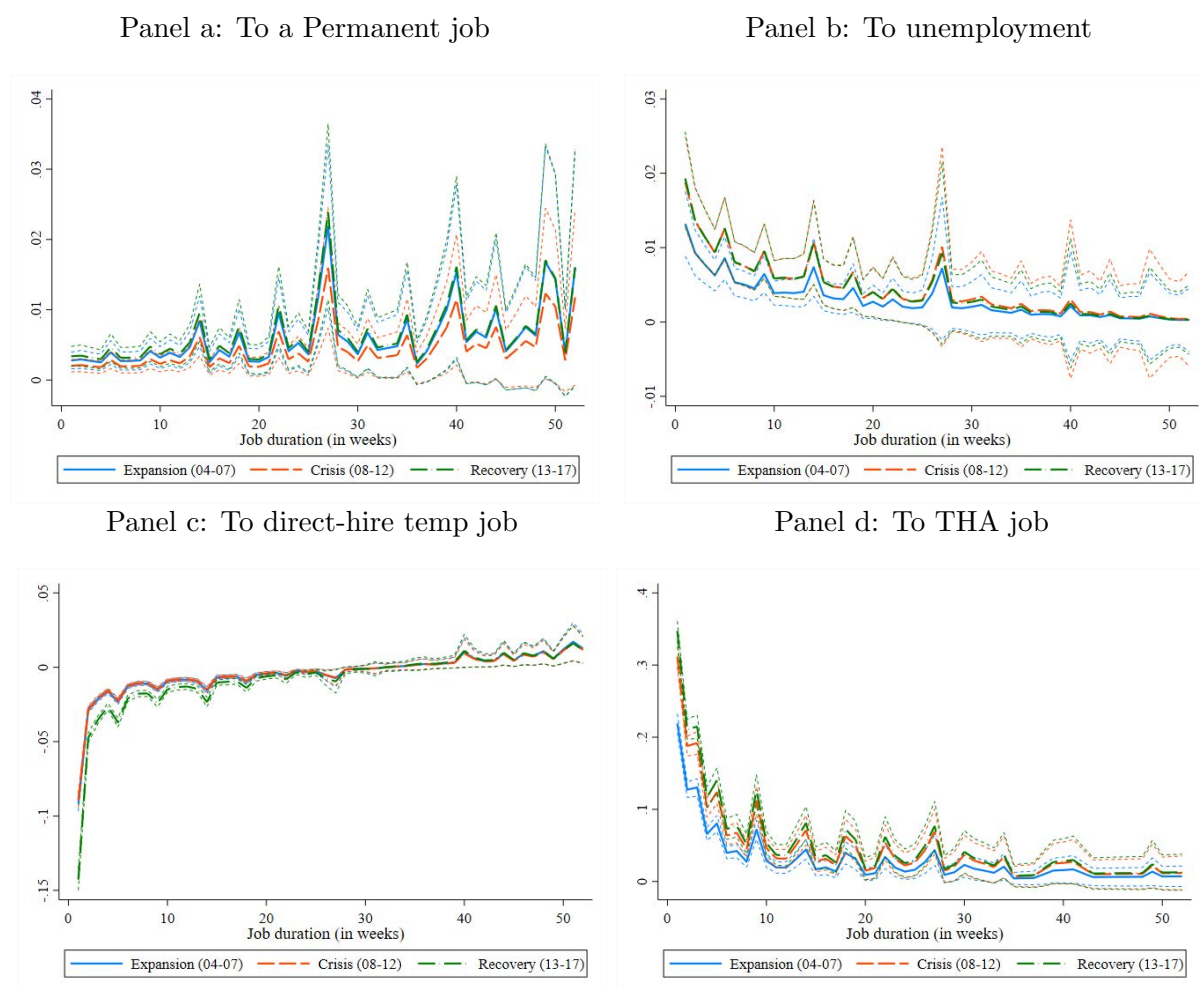 Panel a: To a Permanent job
.04
.03
.02
.01
0
0 10 20 30 40 50
Job duration (in weeks)
Expansion (04-07) Crisis (08-12) Recovery (13-17)
Panel b: To unemployment
.03
.02
.01
0
-.01
0 10 20 30 40 50
Job duration (in weeks)
Expansion (04-07) Crisis (08-12) Recovery (13-17)
Panel c: To direct-hire temp job
.05
0
-.05
-.1
-.15
0 10 20 30 40 50
Job duration (in weeks)
Expansion (04-07) Crisis (08-12) Recovery (13-17)
Panel d: To THA job
.4
.3
.2
.1
0
0 10 20 30 40 50
Job duration (in weeks)
Expansion (04-07) Crisis (08-12) Recovery (13-17)